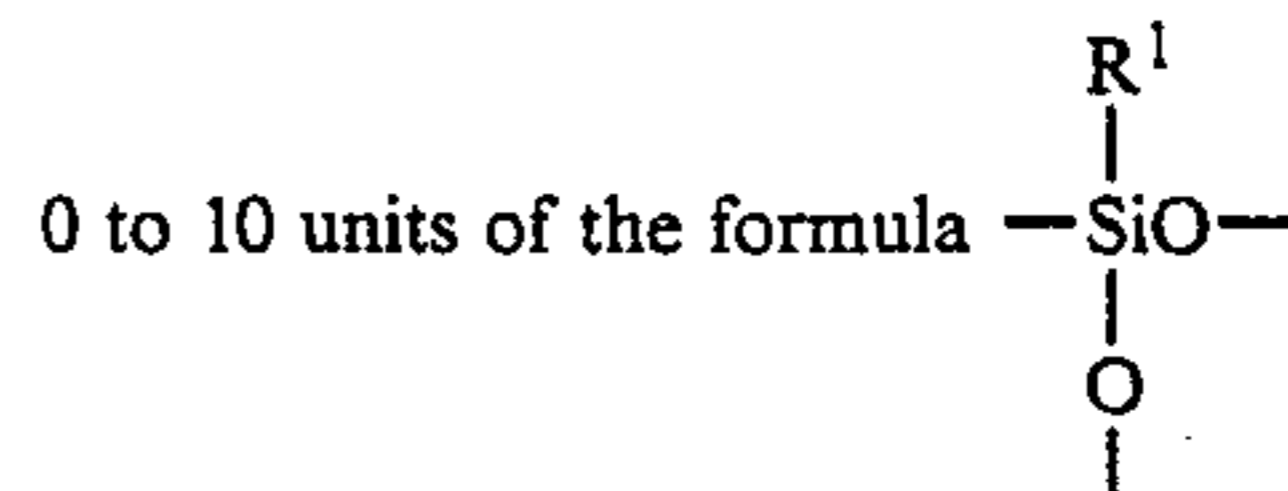 R¹
0 to 10 units of the formula —SiO—
O